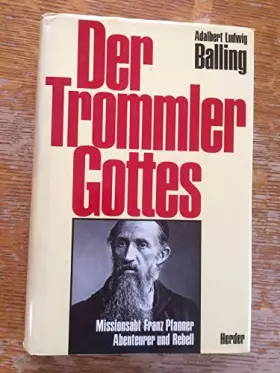 Adalbert Ludwig
Balling
Der
Trommler
Gottes
Missionsabt Franz Pfanner
Abenteurer und Rebell
Herder